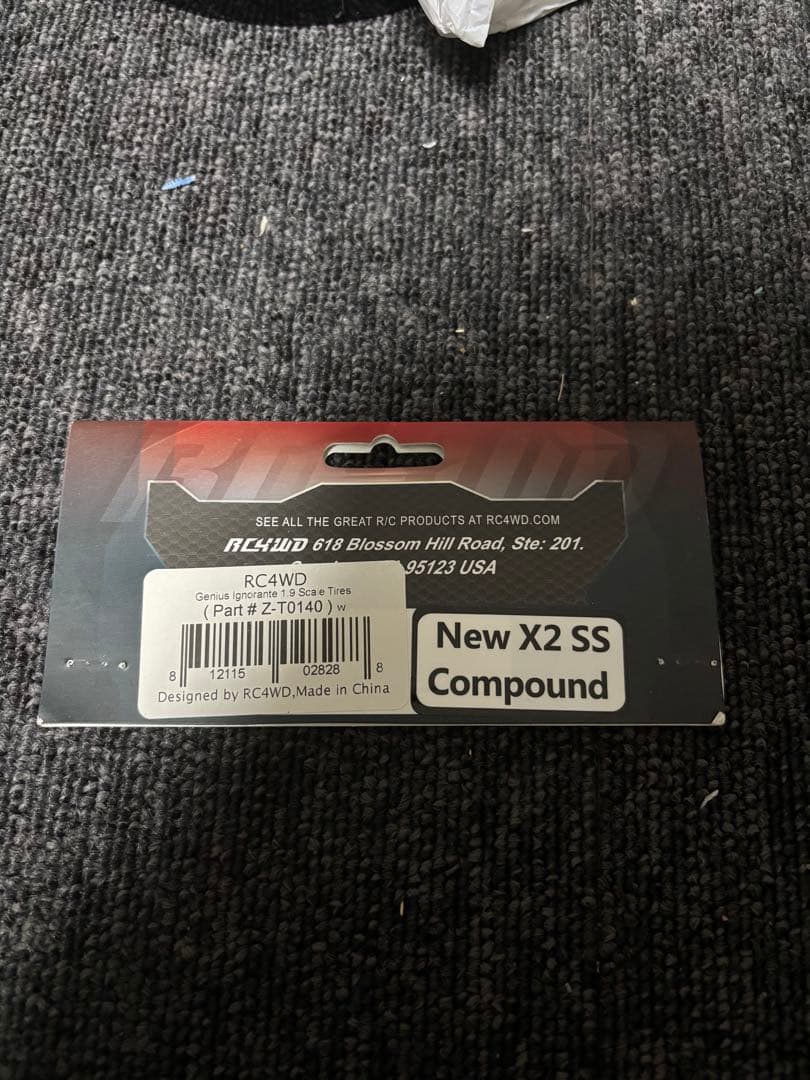 RC4WD
SEE ALL THE GREAT R/C PRODUCTS AT RC4WD.COM
RC4WD 618 Blossom Hill Road, Ste: 201.
95123 USA
RC4WD
Genius Ignorante 1.9 Scale Tires
( Part # Z-T0140 ) w
8 12115 02828 8
Designed by RC4WD,Made in China
New X2 SS
Compound